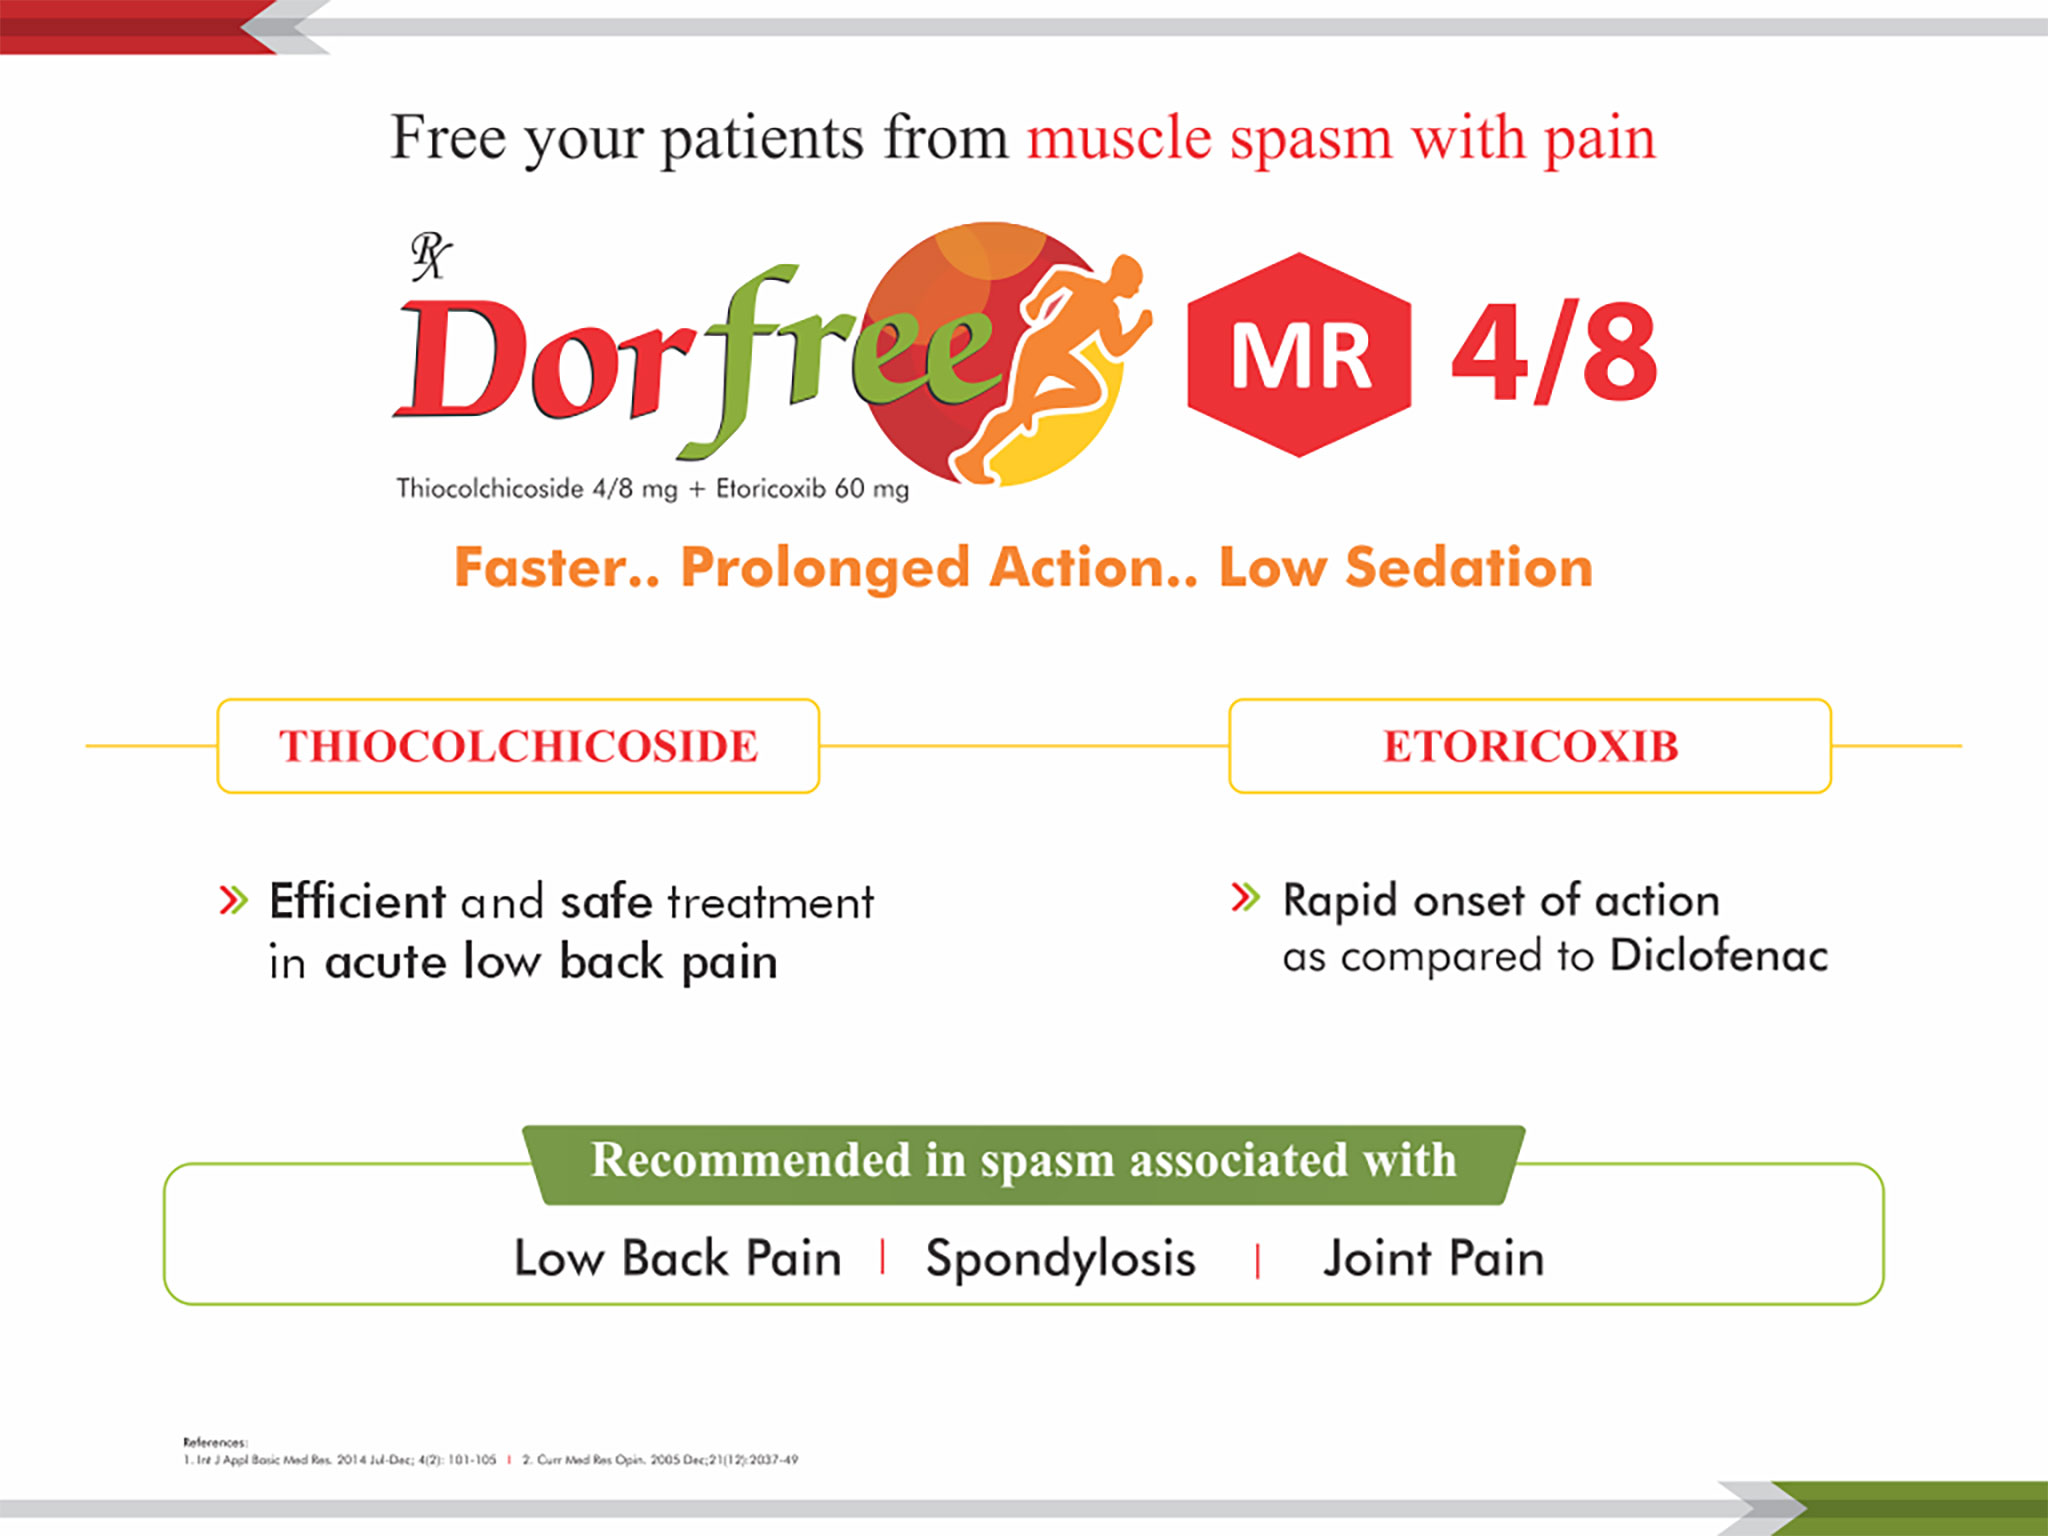 Free your patients from muscle spasm with pain
Rx
Dorfree MR 4/8
Thiocolchicoside 4/8 mg + Etoricoxib 60 mg
Faster.. Prolonged Action.. Low Sedation
THIOCOLCHICOSIDE
Efficient and safe treatment
in acute low back pain
ETORICOXIB
Rapid onset of action
as compared to Diclofenac
Recommended in spasm associated with
Low Back Pain | Spondylosis | Joint Pain
References:
1. Int J Appl Basic Med Res. 2014 Jul-Dec; 4(2): 101-105 | 2. Curr Med Res Opin. 2005 Dec;21(12):2037-49